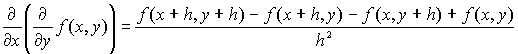 ∂/∂x (∂/∂y f(x, y)) = (f(x + h, y + h) − f(x + h, y) − f(x, y + h) + f(x, y)) / h²